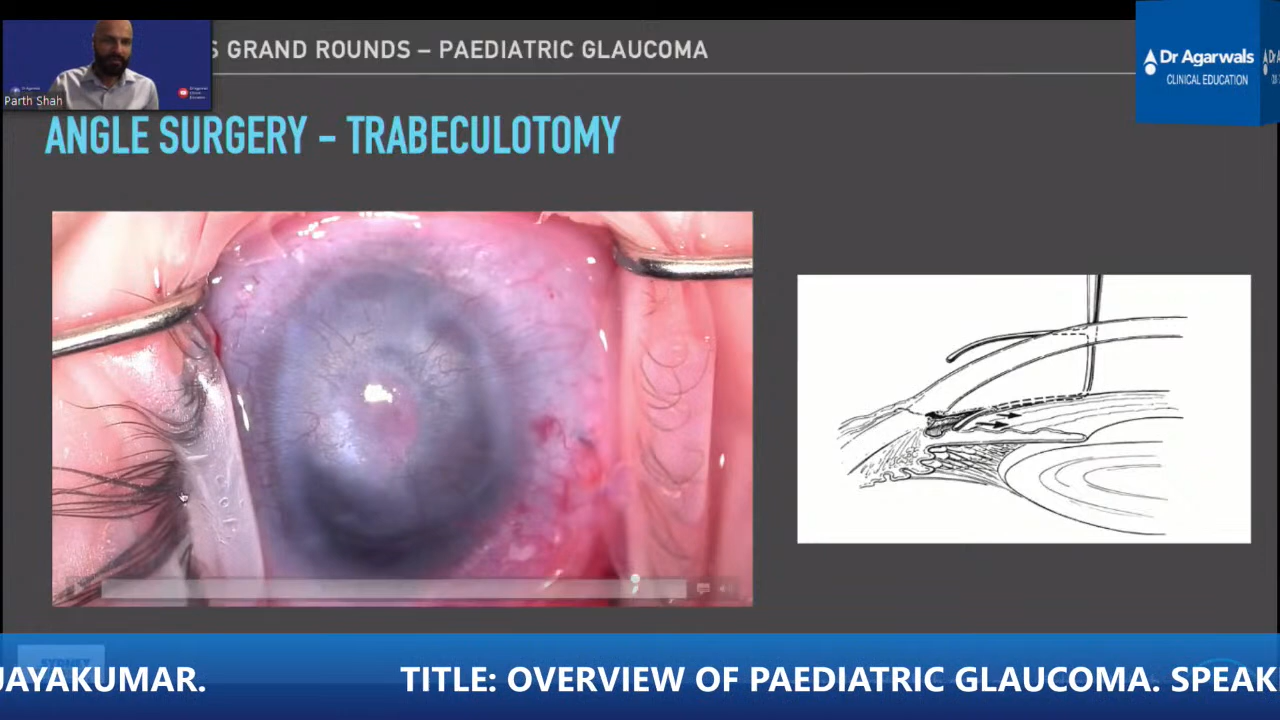 S GRAND ROUNDS – PAEDIATRIC GLAUCOMA
Parth Shah
Dr Agarwals
CLINICAL EDUCATION
ANGLE SURGERY – TRABECULOTOMY
JAYAKUMAR. TITLE: OVERVIEW OF PAEDIATRIC GLAUCOMA. SPEAK